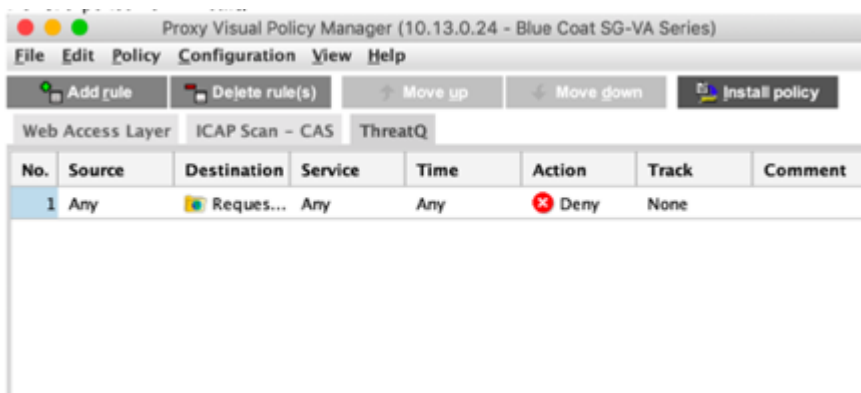 Proxy Visual Policy Manager (10.13.0.24 - Blue Coat SG-VA Series)
File Edit Policy Configuration View Help
Add rule Delete rule(s) Move up Move down Install policy
Web Access Layer ICAP Scan - CAS ThreatQ
No. Source Destination Service Time Action Track Comment
1 Any Reques... Any Any Deny None